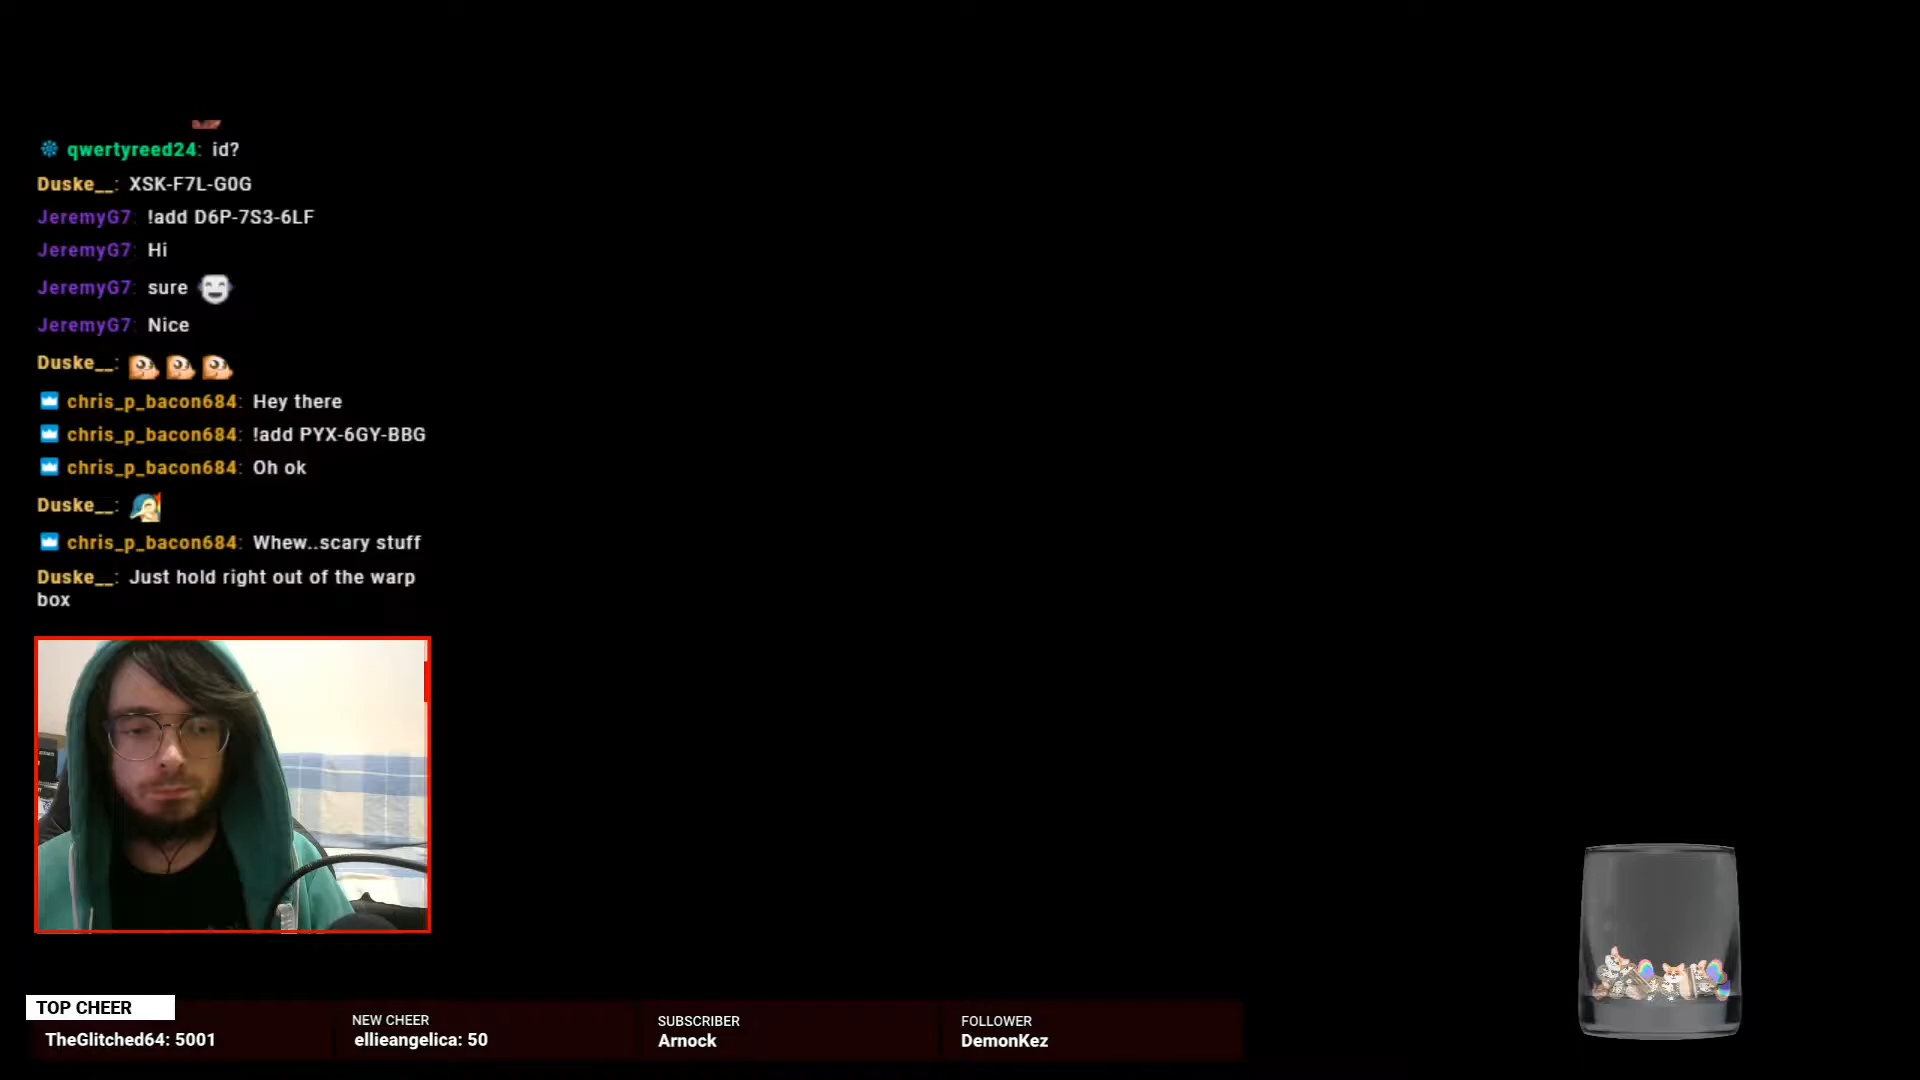 qwertyreed24: id?
Duske__: XSK-F7L-G0G
JeremyG7: !add D6P-7S3-6LF
JeremyG7: Hi
JeremyG7: sure
JeremyG7: Nice
Duske__:
chris_p_bacon684: Hey there
chris_p_bacon684: !add PYX-6GY-BBG
chris_p_bacon684: Oh ok
Duske__:
chris_p_bacon684: Whew..scary stuff
Duske__: Just hold right out of the warp
box
TOP CHEER
TheGlitched64: 5001
NEW CHEER
ellieangelica: 50
SUBSCRIBER
Arnock
FOLLOWER
DemonKez